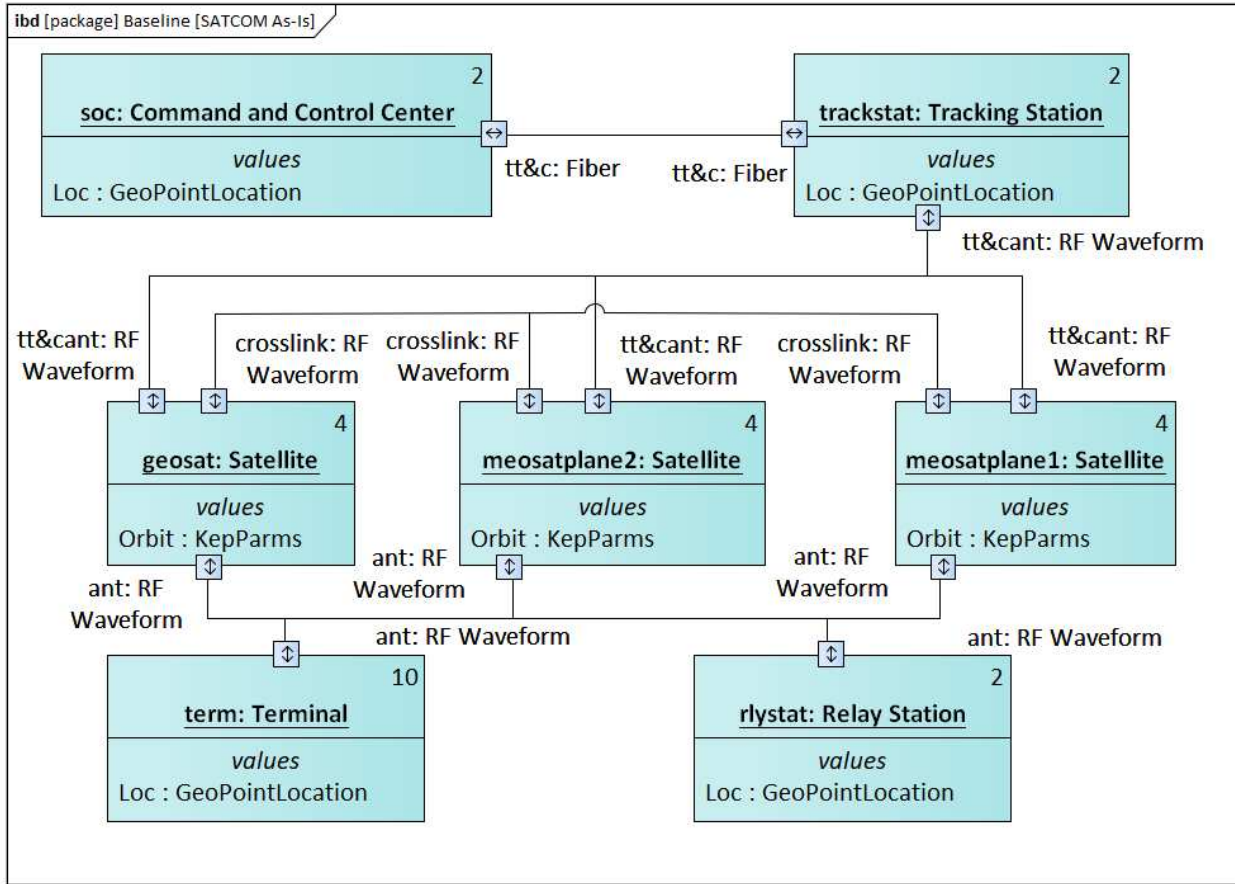 ibd [package] Baseline [SATCOM As-Is]
2
soc: Command and Control Center
values
Loc : GeoPointLocation
2
trackstat: Tracking Station
values
Loc : GeoPointLocation
tt&c: Fiber
tt&c: Fiber
tt&cant: RF Waveform
tt&cant: RF
Waveform
crosslink: RF
Waveform
crosslink: RF
Waveform
tt&cant: RF
Waveform
crosslink: RF
Waveform
tt&cant: RF
Waveform
4
geosat: Satellite
values
Orbit : KepParms
4
meosatplane2: Satellite
values
Orbit : KepParms
4
meosatplane1: Satellite
values
Orbit : KepParms
ant: RF
Waveform
ant: RF
Waveform
ant: RF
Waveform
ant: RF Waveform
ant: RF Waveform
10
term: Terminal
values
Loc : GeoPointLocation
2
rlystat: Relay Station
values
Loc : GeoPointLocation